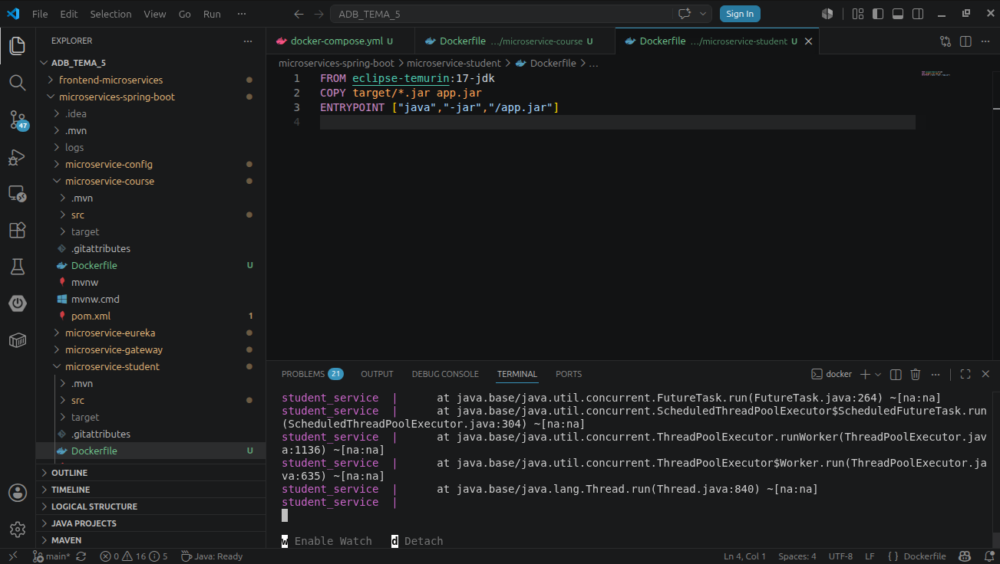 File Edit Selection View Go Run ··· ADB_TEMA_5 Sign In
EXPLORER ···
ADB_TEMA_5
frontend-microservices
microservices-spring-boot
.idea
.mvn
logs
microservice-config
microservice-course
.mvn
src
target
.gitattributes
Dockerfile U
mvnw
mvnw.cmd
pom.xml 1
microservice-eureka
microservice-gateway
microservice-student
.mvn
src
target
.gitattributes
Dockerfile U
OUTLINE
TIMELINE
LOGICAL STRUCTURE
JAVA PROJECTS
MAVEN
47
docker-compose.yml U Dockerfile .../microservice-course U Dockerfile .../microservice-student U
microservices-spring-boot > microservice-student > Dockerfile > ...
1 FROM eclipse-temurin:17-jdk
2 COPY target/*.jar app.jar
3 ENTRYPOINT ["java","-jar","/app.jar"]
4
PROBLEMS 21 OUTPUT DEBUG CONSOLE TERMINAL PORTS docker
student_service | at java.base/java.util.concurrent.FutureTask.run(FutureTask.java:264) ~[na:na]
student_service | at java.base/java.util.concurrent.ScheduledThreadPoolExecutor$ScheduledFutureTask.run
(ScheduledThreadPoolExecutor.java:304) ~[na:na]
student_service | at java.base/java.util.concurrent.ThreadPoolExecutor.runWorker(ThreadPoolExecutor.jav
a:1136) ~[na:na]
student_service | at java.base/java.util.concurrent.ThreadPoolExecutor$Worker.run(ThreadPoolExecutor.ja
va:635) ~[na:na]
student_service | at java.base/java.lang.Thread.run(Thread.java:840) ~[na:na]
student_service |
w Enable Watch d Detach
main* 0 16 5 Java: Ready Ln 4, Col 1 Spaces: 4 UTF-8 LF { } Dockerfile